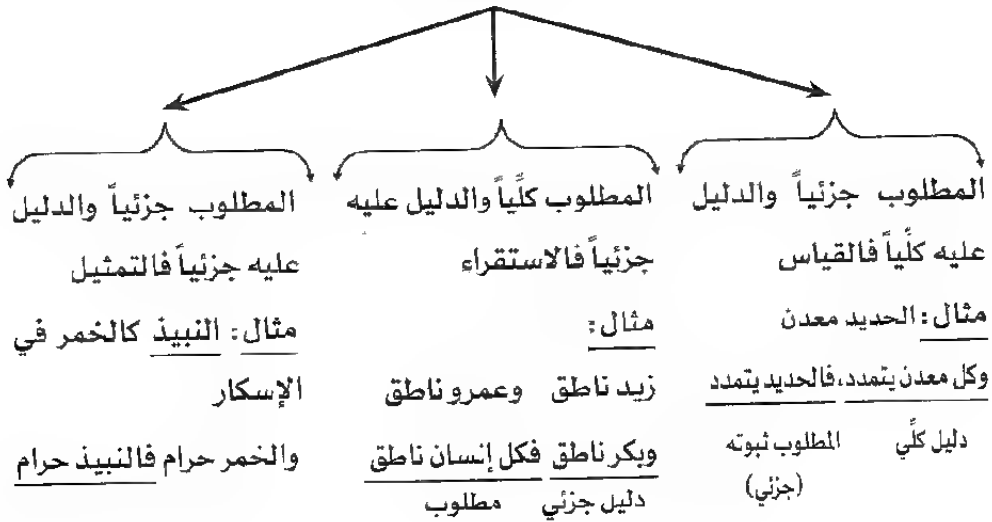 المطلوب جزئياً والدليل
عليه كلِّياً فالقياس
مثال: الحديد معدن
وكل معدن يتمدد، فالحديد يتمدد
دليل كلِّي المطلوب ثبوته
(جزئي)
المطلوب كلِّياً والدليل عليه
جزئياً فالاستقراء
مثال:
زيد ناطق وعمرو ناطق
وبكر ناطق فكل إنسان ناطق
دليل جزئي مطلوب
المطلوب جزئياً والدليل
عليه جزئياً فالتمثيل
مثال: النبيذ كالخمر في
الإسكار
والخمر حرام فالنبيذ حرام